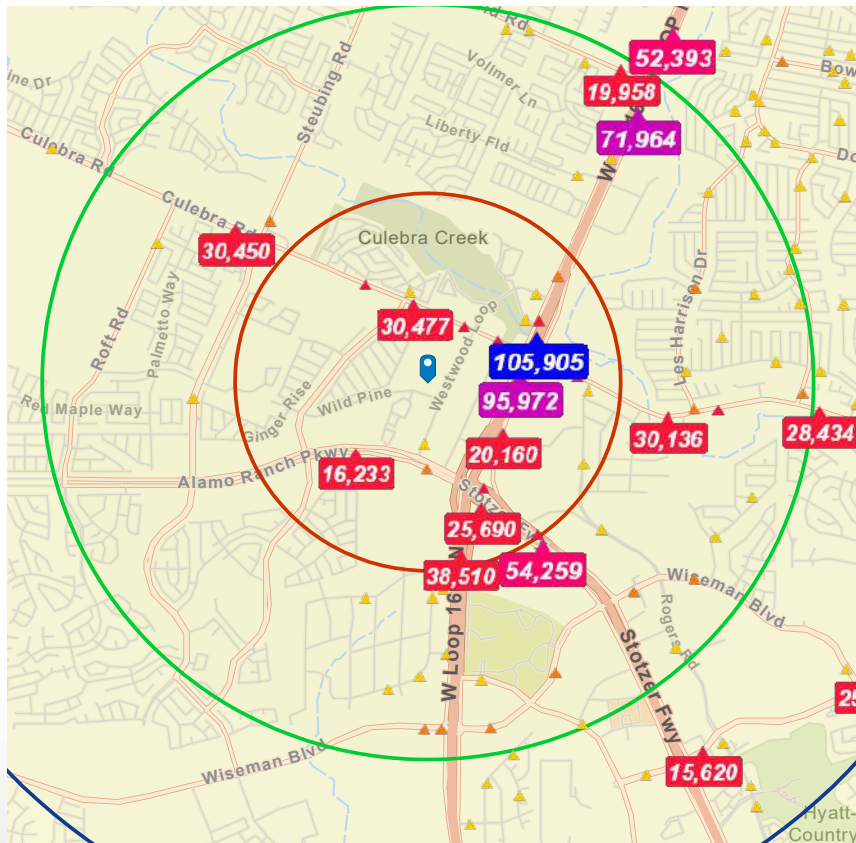 52,393
19,958
71,964
Vollmer Ln
Liberty Fld
Steubing Rd
Culebra Rd
Culebra Rd
30,450
Culebra Creek
30,477
Roft Rd
Palmetto Way
Westwood Loop
Les Harrison Dr
105,905
95,972
Red Maple Way
Wild Pine
Ginger Rise
30,136
28,434
20,160
16,233
Alamo Ranch Pkwy
25,690
38,510
54,259
Wiseman Blvd
Rogers Rd
W Loop 16
Stotzer Fwy
Wiseman Blvd
15,620
Hyatt-
Country